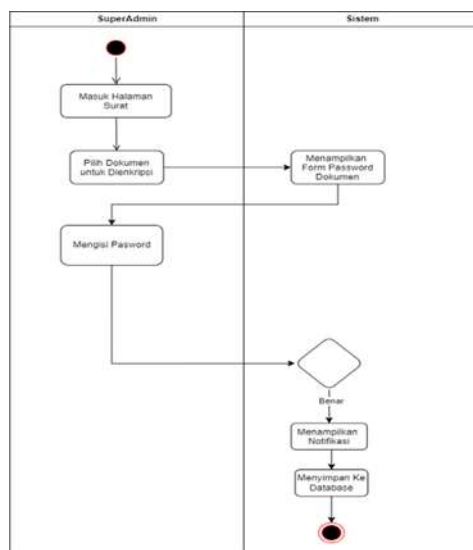 SuperAdmin
Sistem
Masuk Halaman
Surat
Pilih Dokumen
untuk Dienkripsi
Menampilkan
Form Password
Dokumen
Mengisi Pasword
Benar
Menampilkan
Notifikasi
Menyimpan Ke
Database